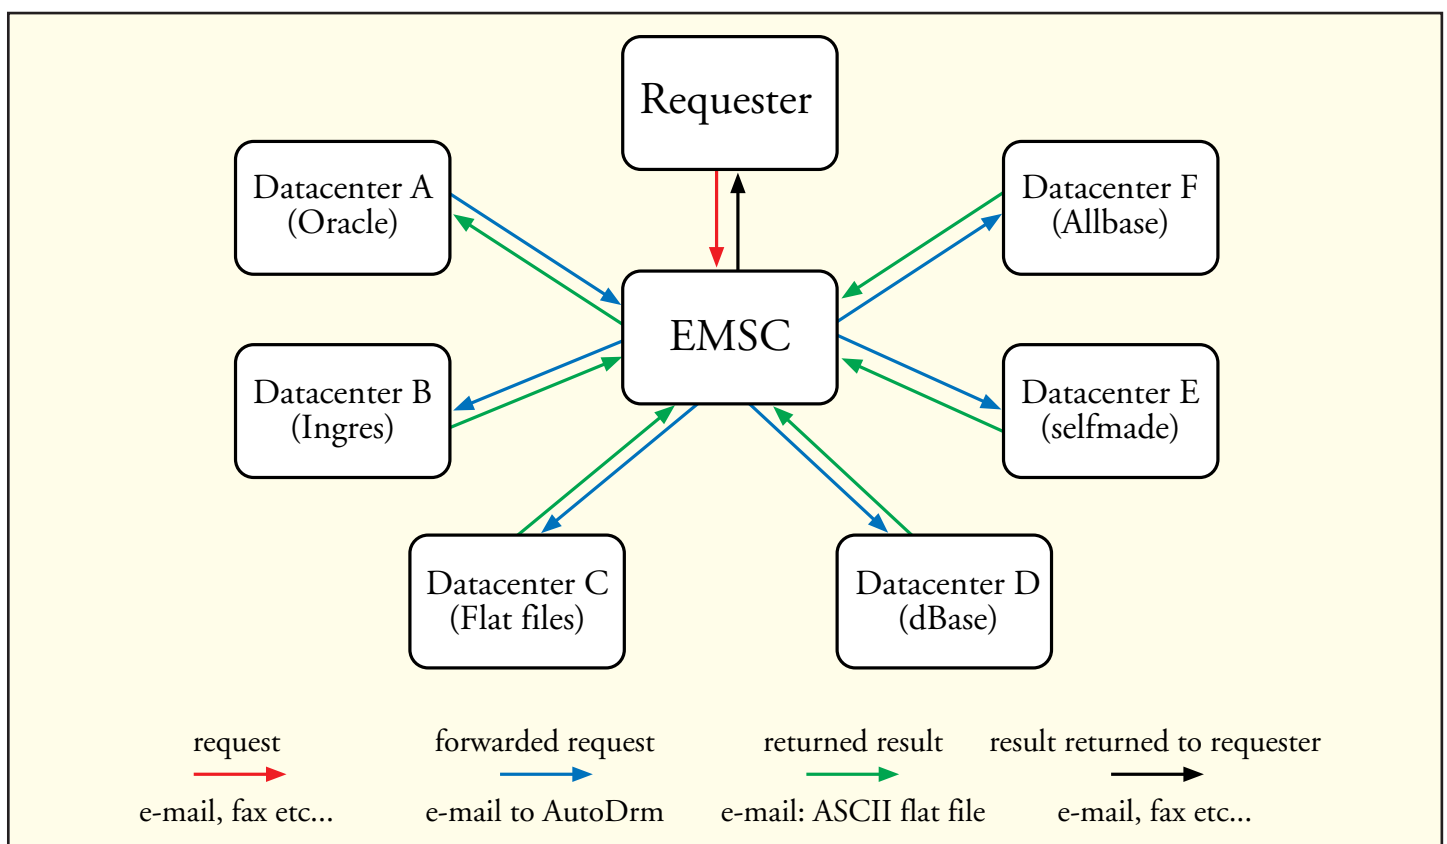 Requester
Datacenter A
(Oracle)
Datacenter F
(Allbase)
EMSC
Datacenter B
(Ingres)
Datacenter E
(selfmade)
Datacenter C
(Flat files)
Datacenter D
(dBase)
request
forwarded request
returned result
result returned to requester
e-mail, fax etc...
e-mail to AutoDrm
e-mail: ASCII flat file
e-mail, fax etc...